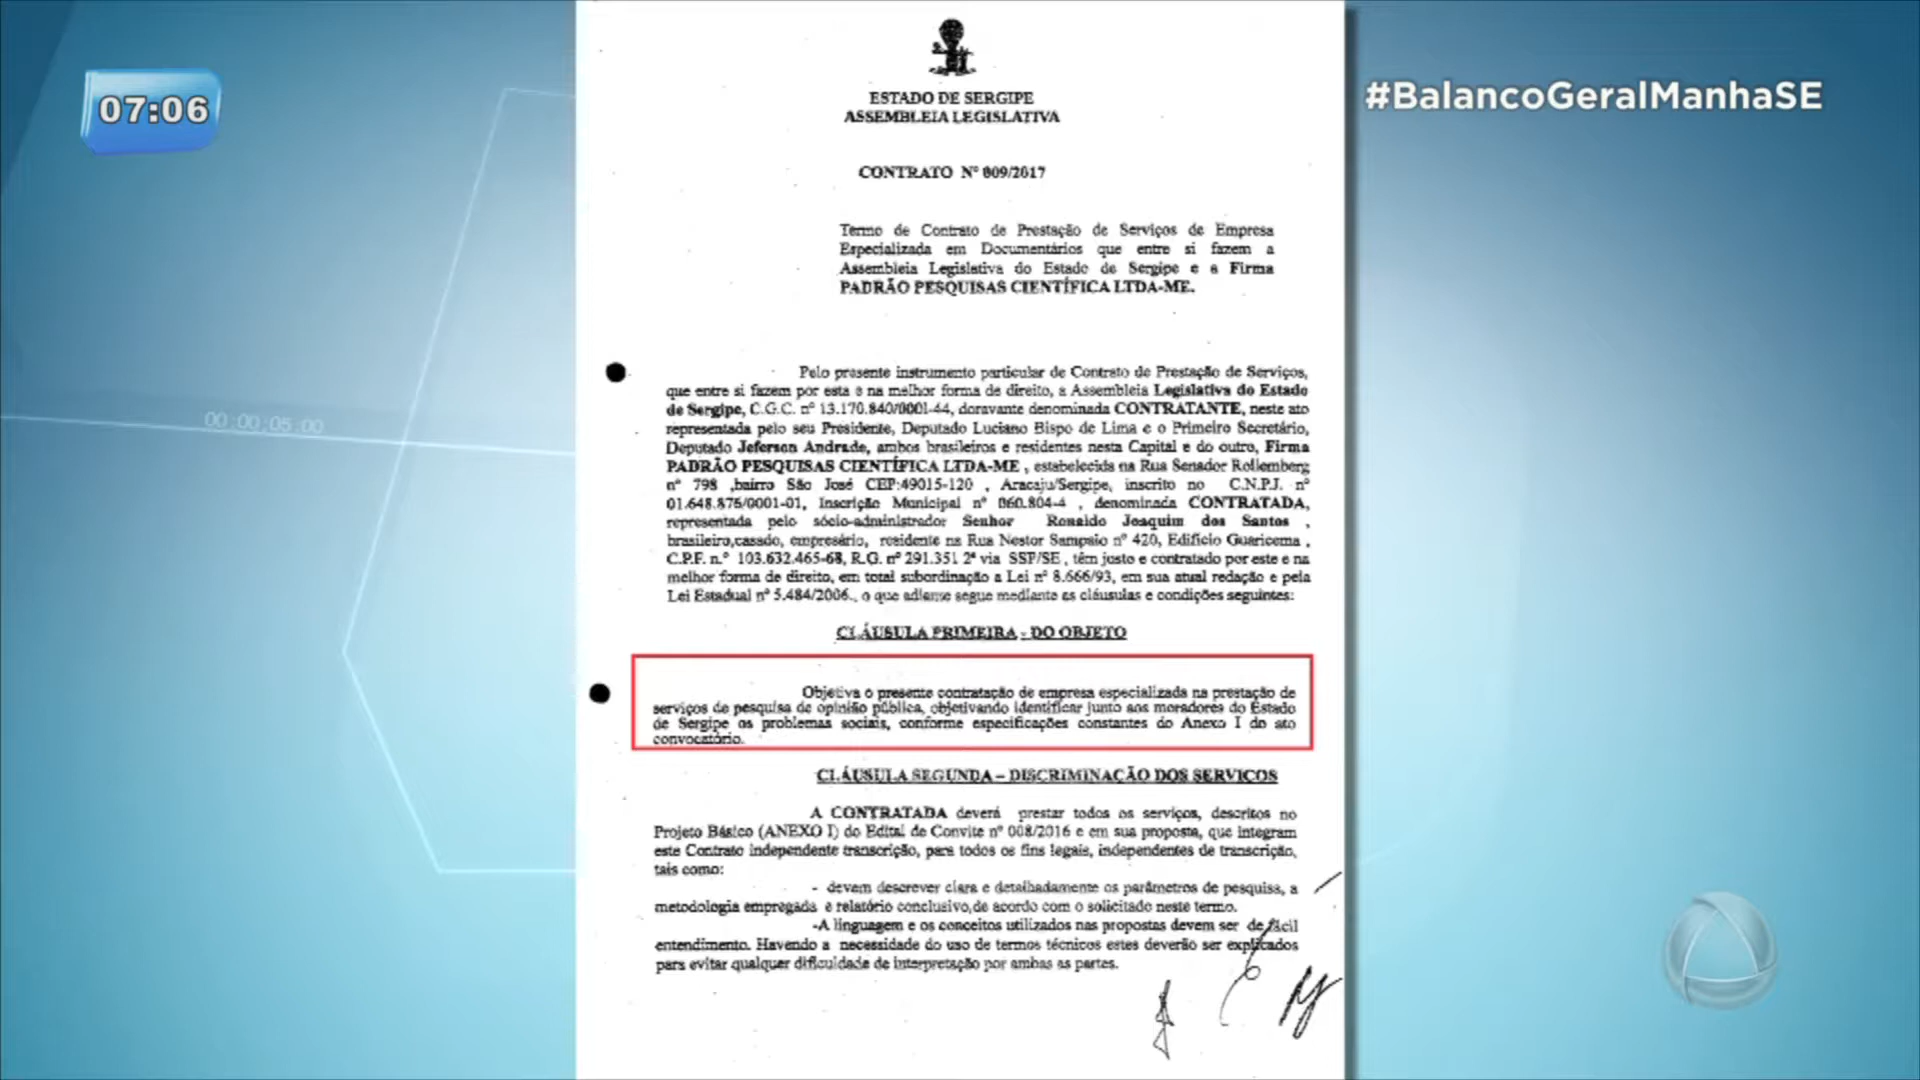 07:06
#BalancoGeralManhaSE
00:00:05:00
ESTADO DE SERGIPE
ASSEMBLEIA LEGISLATIVA
CONTRATO Nº 009/2017
Termo de Contrato de Prestação de Serviços de Empresa
Especializada em Documentários que entre si fazem a
Assembleia Legislativa do Estado de Sergipe e a Firma
PADRÃO PESQUISAS CIENTÍFICA LTDA-ME.
Pelo presente instrumento particular de Contrato de Prestação de Serviços,
que entre si fazem por esta e na melhor forma de direito, a Assembleia Legislativa do Estado
de Sergipe, C.G.C. nº 13.170.840/0001-44, doravante denominada CONTRATANTE, neste ato
representada pelo seu Presidente, Deputado Luciano Bispo de Lima e o Primeiro Secretário,
Deputado Jeferson Andrade, ambos brasileiros e residentes nesta Capital e do outro, Firma
PADRÃO PESQUISAS CIENTÍFICA LTDA-ME , estabelecida na Rua Senador Rollemberg
nº 798 ,bairro São José CEP:49015-120 , Aracaju/Sergipe, inscrito no C.N.P.J. nº
01.648.876/0001-01, Inscrição Municipal nº 060.804-4 , denominada CONTRATADA,
representada pelo sócio-administrador Senhor Ronaldo Joaquim dos Santos ,
brasileiro,casado, empresário, residente na Rua Nestor Sampaio nº 420, Edifício Guaricema ,
C.P.F. n.º 103.632.465-68, R.G. nº 291.351 2ª via SSP/SE , têm justo e contratado por este e na
melhor forma de direito, em total subordinação a Lei nº 8.666/93, em sua atual redação e pela
Lei Estadual nº 5.484/2006., o que adiante segue mediante as cláusulas e condições seguintes:
CLÁUSULA PRIMEIRA - DO OBJETO
Objetiva o presente contratação de empresa especializada na prestação de
serviços de pesquisa de opinião pública, objetivando identificar junto aos moradores do Estado
de Sergipe os problemas sociais, conforme especificações constantes do Anexo I do ato
convocatório.
CLÁUSULA SEGUNDA – DISCRIMINAÇÃO DOS SERVIÇOS
A CONTRATADA deverá prestar todos os serviços, descritos no
Projeto Básico (ANEXO I) do Edital de Convite nº 008/2016 e em sua proposta, que integram
este Contrato independente transcrição, para todos os fins legais, independentes de transcrição,
tais como:
- devem descrever clara e detalhadamente os parâmetros de pesquisa, a
metodologia empregada e relatório conclusivo,de acordo com o solicitado neste termo.
-A linguagem e os conceitos utilizados nas propostas devem ser de fácil
entendimento. Havendo a necessidade do uso de termos técnicos estes deverão ser explicados
para evitar qualquer dificuldade de interpretação por ambas as partes.